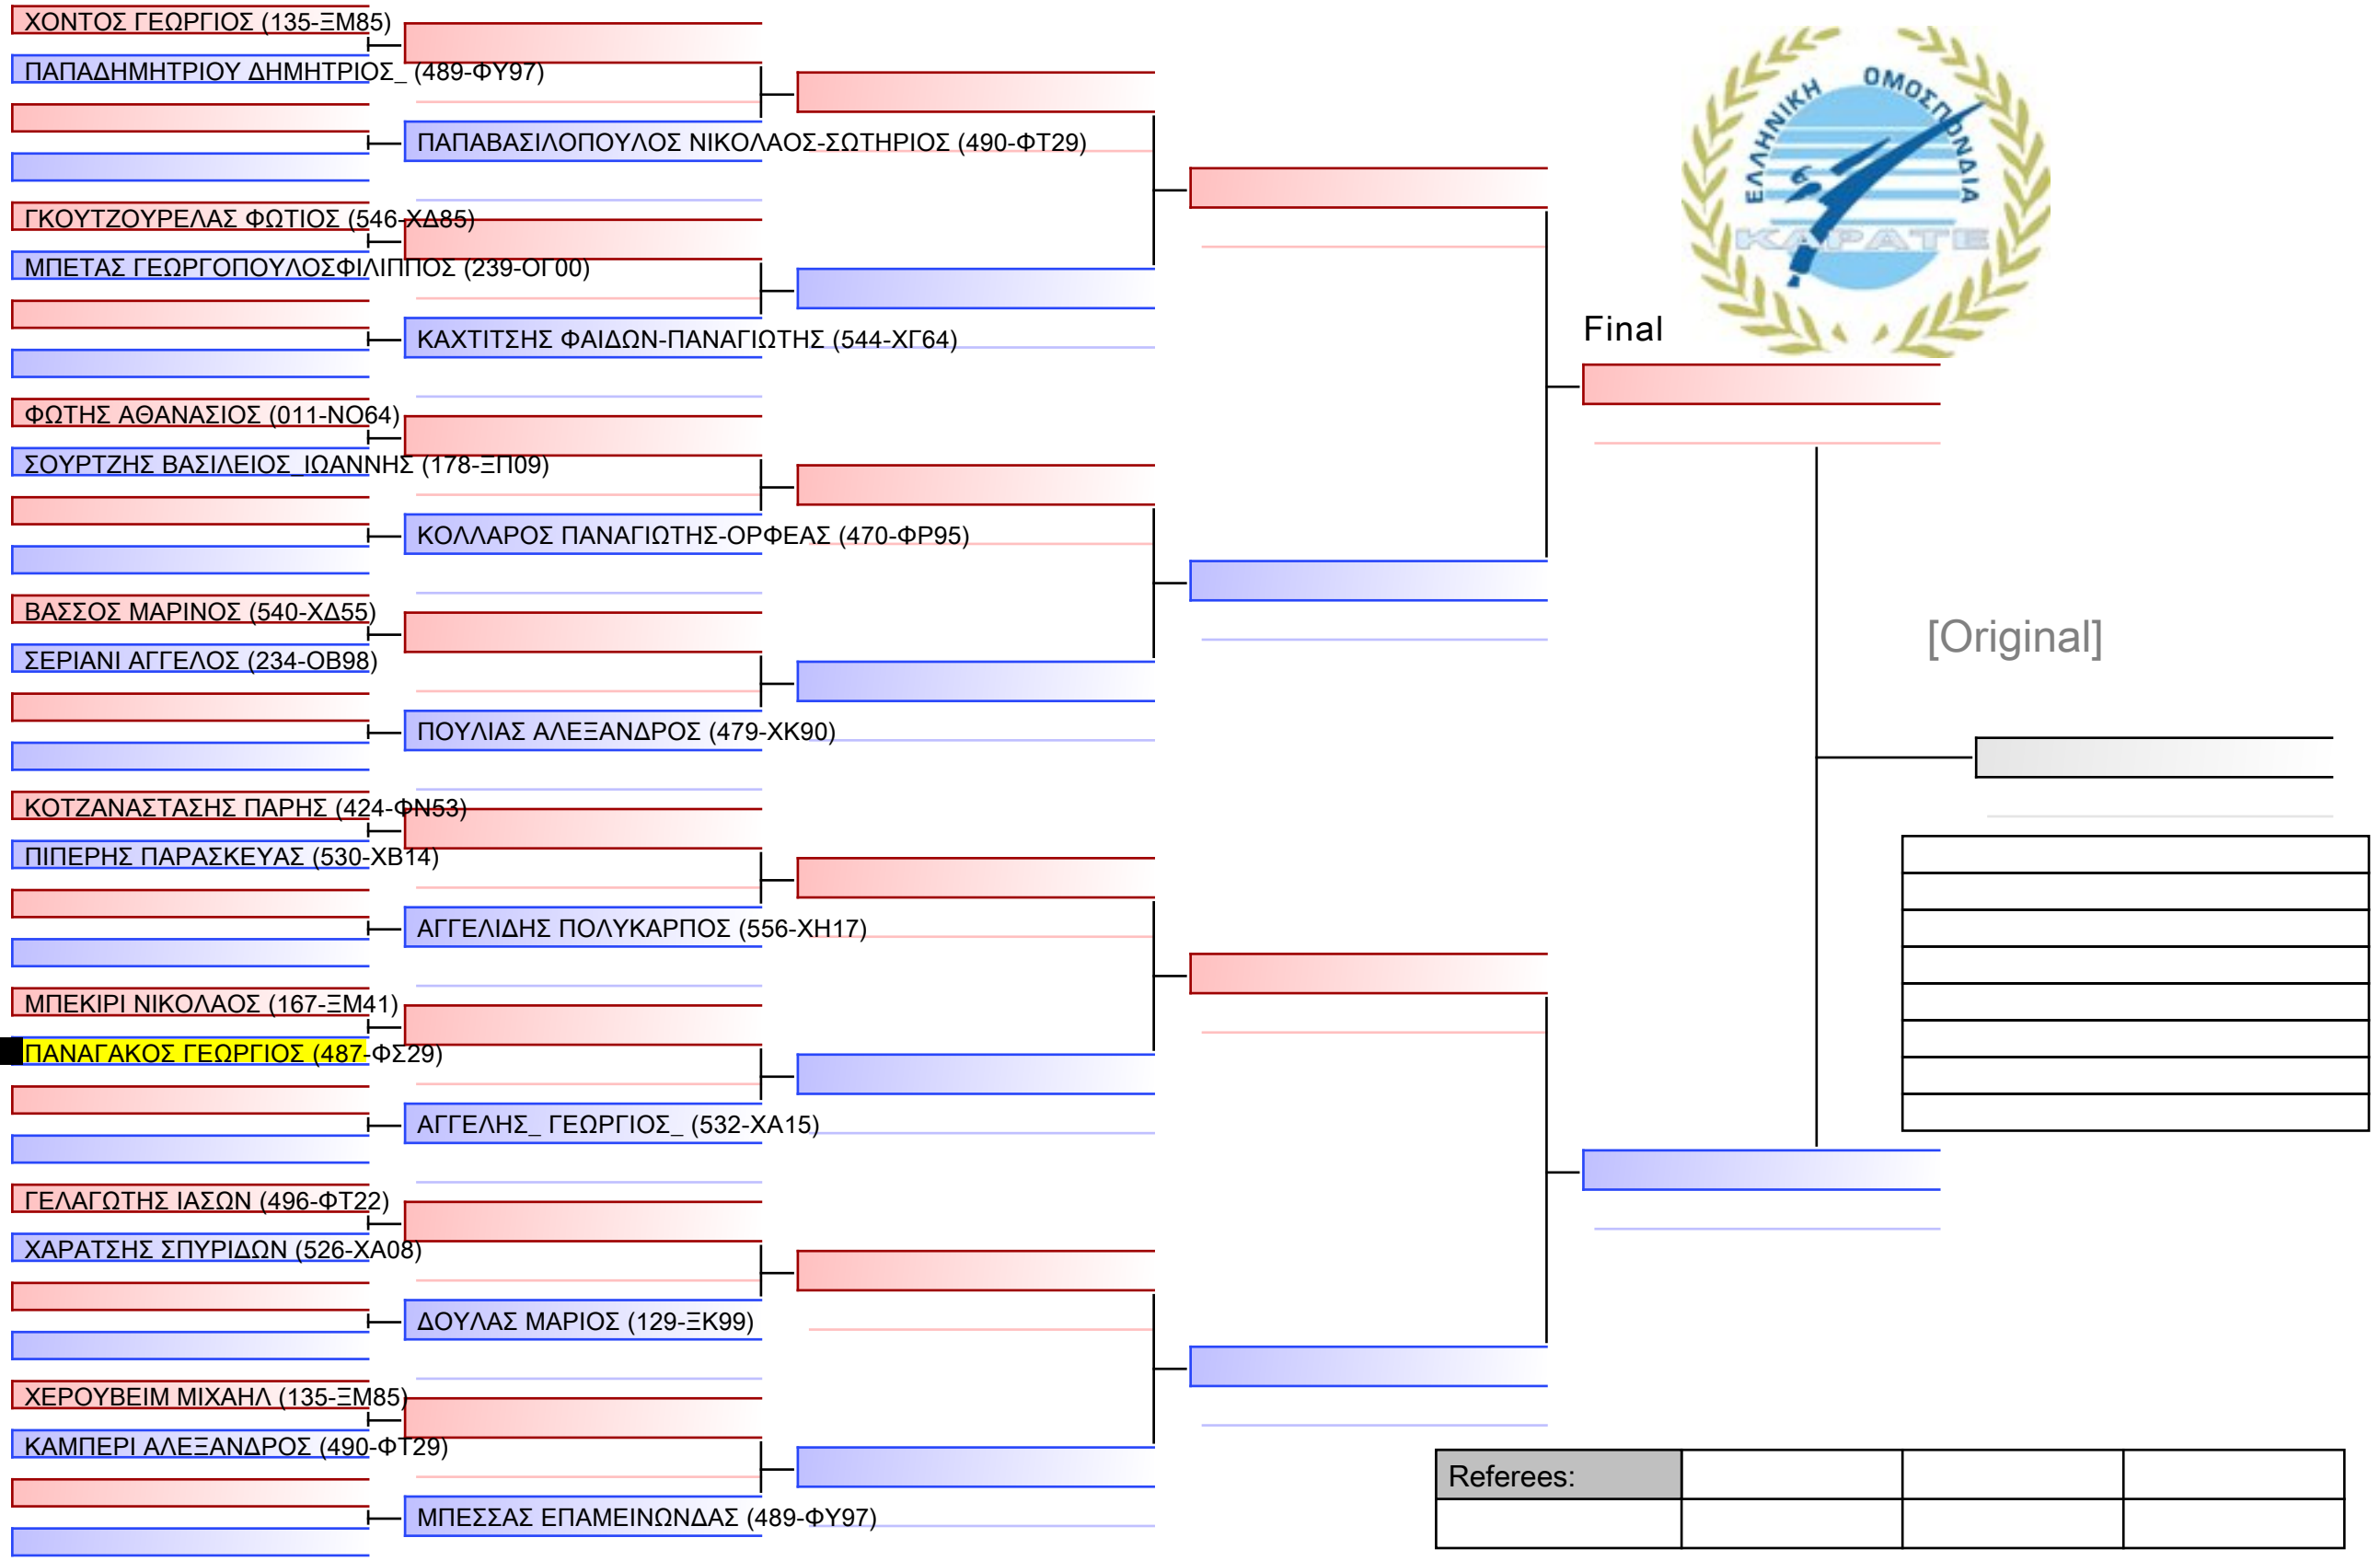 ΧΟΝΤΟΣ ΓΕΩΡΓΙΟΣ (135-ΞΜ85)
ΠΑΠΑΔΗΜΗΤΡΙΟΥ ΔΗΜΗΤΡΙΟΣ_ (489-ΦΥ97)
ΠΑΠΑΒΑΣΙΛΟΠΟΥΛΟΣ ΝΙΚΟΛΑΟΣ-ΣΩΤΗΡΙΟΣ (490-ΦΤ29)
ΓΚΟΥΤΖΟΥΡΕΛΑΣ ΦΩΤΙΟΣ (546-ΧΔ85)
ΜΠΕΤΑΣ ΓΕΩΡΓΟΠΟΥΛΟΣΦΙΛΙΠΠΟΣ (239-ΟΓ00)
ΚΑΧΤΙΤΣΗΣ ΦΑΙΔΩΝ-ΠΑΝΑΓΙΩΤΗΣ (544-ΧΓ64)
ΦΩΤΗΣ ΑΘΑΝΑΣΙΟΣ (011-ΝΟ64)
ΣΟΥΡΤΖΗΣ ΒΑΣΙΛΕΙΟΣ_ΙΩΑΝΝΗΣ (178-ΞΠ09)
ΚΟΛΛΑΡΟΣ ΠΑΝΑΓΙΩΤΗΣ-ΟΡΦΕΑΣ (470-ΦΡ95)
ΒΑΣΣΟΣ ΜΑΡΙΝΟΣ (540-ΧΔ55)
ΣΕΡΙΑΝΙ ΑΓΓΕΛΟΣ (234-ΟΒ98)
ΠΟΥΛΙΑΣ ΑΛΕΞΑΝΔΡΟΣ (479-ΧΚ90)
ΚΟΤΖΑΝΑΣΤΑΣΗΣ ΠΑΡΗΣ (424-ΦΝ53)
ΠΙΠΕΡΗΣ ΠΑΡΑΣΚΕΥΑΣ (530-ΧΒ14)
ΑΓΓΕΛΙΔΗΣ ΠΟΛΥΚΑΡΠΟΣ (556-ΧΗ17)
ΜΠΕΚΙΡΙ ΝΙΚΟΛΑΟΣ (167-ΞΜ41)
ΠΑΝΑΓΑΚΟΣ ΓΕΩΡΓΙΟΣ (487-ΦΣ29)
ΑΓΓΕΛΗΣ_ ΓΕΩΡΓΙΟΣ_ (532-ΧΑ15)
ΓΕΛΑΓΩΤΗΣ ΙΑΣΩΝ (496-ΦΤ22)
ΧΑΡΑΤΣΗΣ ΣΠΥΡΙΔΩΝ (526-ΧΑ08)
ΔΟΥΛΑΣ ΜΑΡΙΟΣ (129-ΞΚ99)
ΧΕΡΟΥΒΕΙΜ ΜΙΧΑΗΛ (135-ΞΜ85)
ΚΑΜΠΕΡΙ ΑΛΕΞΑΝΔΡΟΣ (490-ΦΤ29)
ΜΠΕΣΣΑΣ ΕΠΑΜΕΙΝΩΝΔΑΣ (489-ΦΥ97)
ΕΛΛΗΝΙΚΗ ΟΜΟΣΠΟΝΔΙΑ
ΚΑΡΑΤΕ
Final
[Original]
Referees: